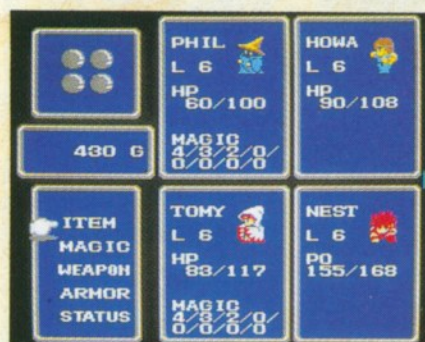 430 G
ITEM
MAGIC
WEAPON
ARMOR
STATUS
PHIL
L 6
HP
60/100
MAGIC
4/3/2/0/
0/0/0/0
HOWA
L 6
HP
90/108
TOMY
L 6
HP
83/117
MAGIC
4/3/2/0/
0/0/0/0
NEST
L 6
PO
155/168